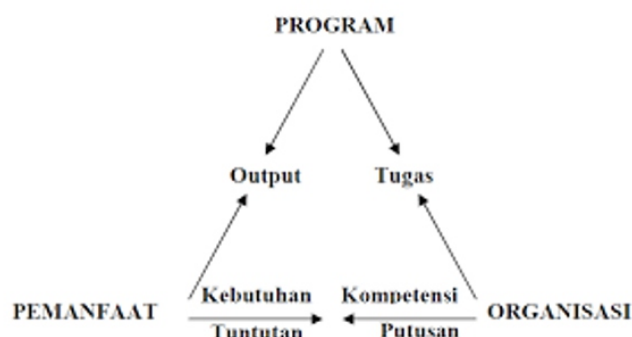 PROGRAM
Output Tugas
Kebutuhan Kompetensi
PEMANFAAT ORGANISASI
Tuntutan Putusan